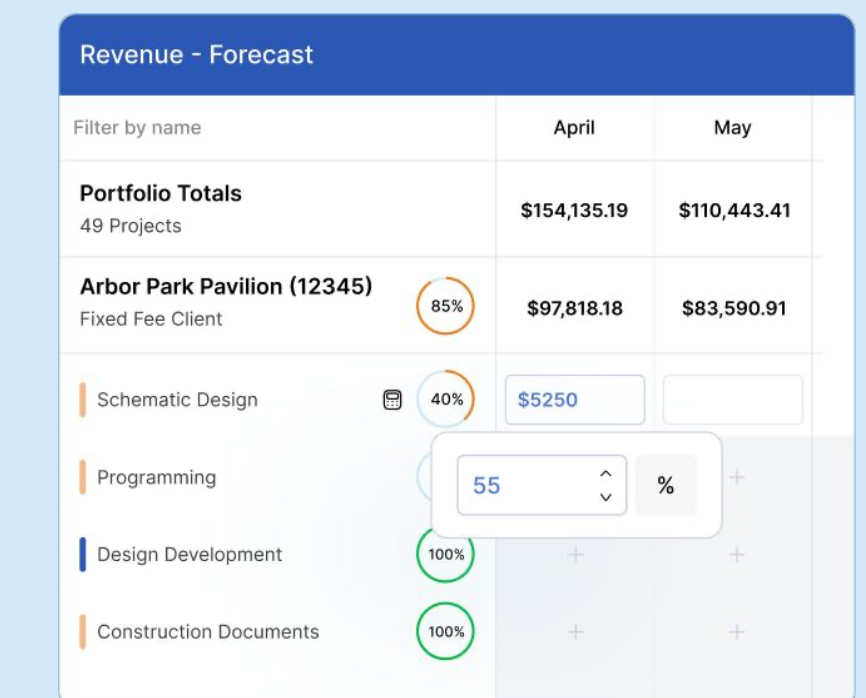 Revenue - Forecast
Filter by name April May
Portfolio Totals
49 Projects
$154,135.19 $110,443.41
Arbor Park Pavilion (12345)
Fixed Fee Client
85% $97,818.18 $83,590.91
Schematic Design 40% $5250
Programming
55 %
+
Design Development 100% + +
Construction Documents 100% + +